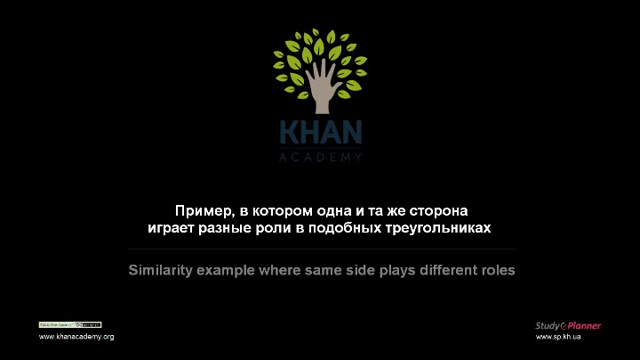 KHAN
ACADEMY
Пример, в котором одна и та же сторона
играет разные роли в подобных треугольниках
Similarity example where same side plays different roles
www.khanacademy.org
Study Planner
www.sp.kh.ua